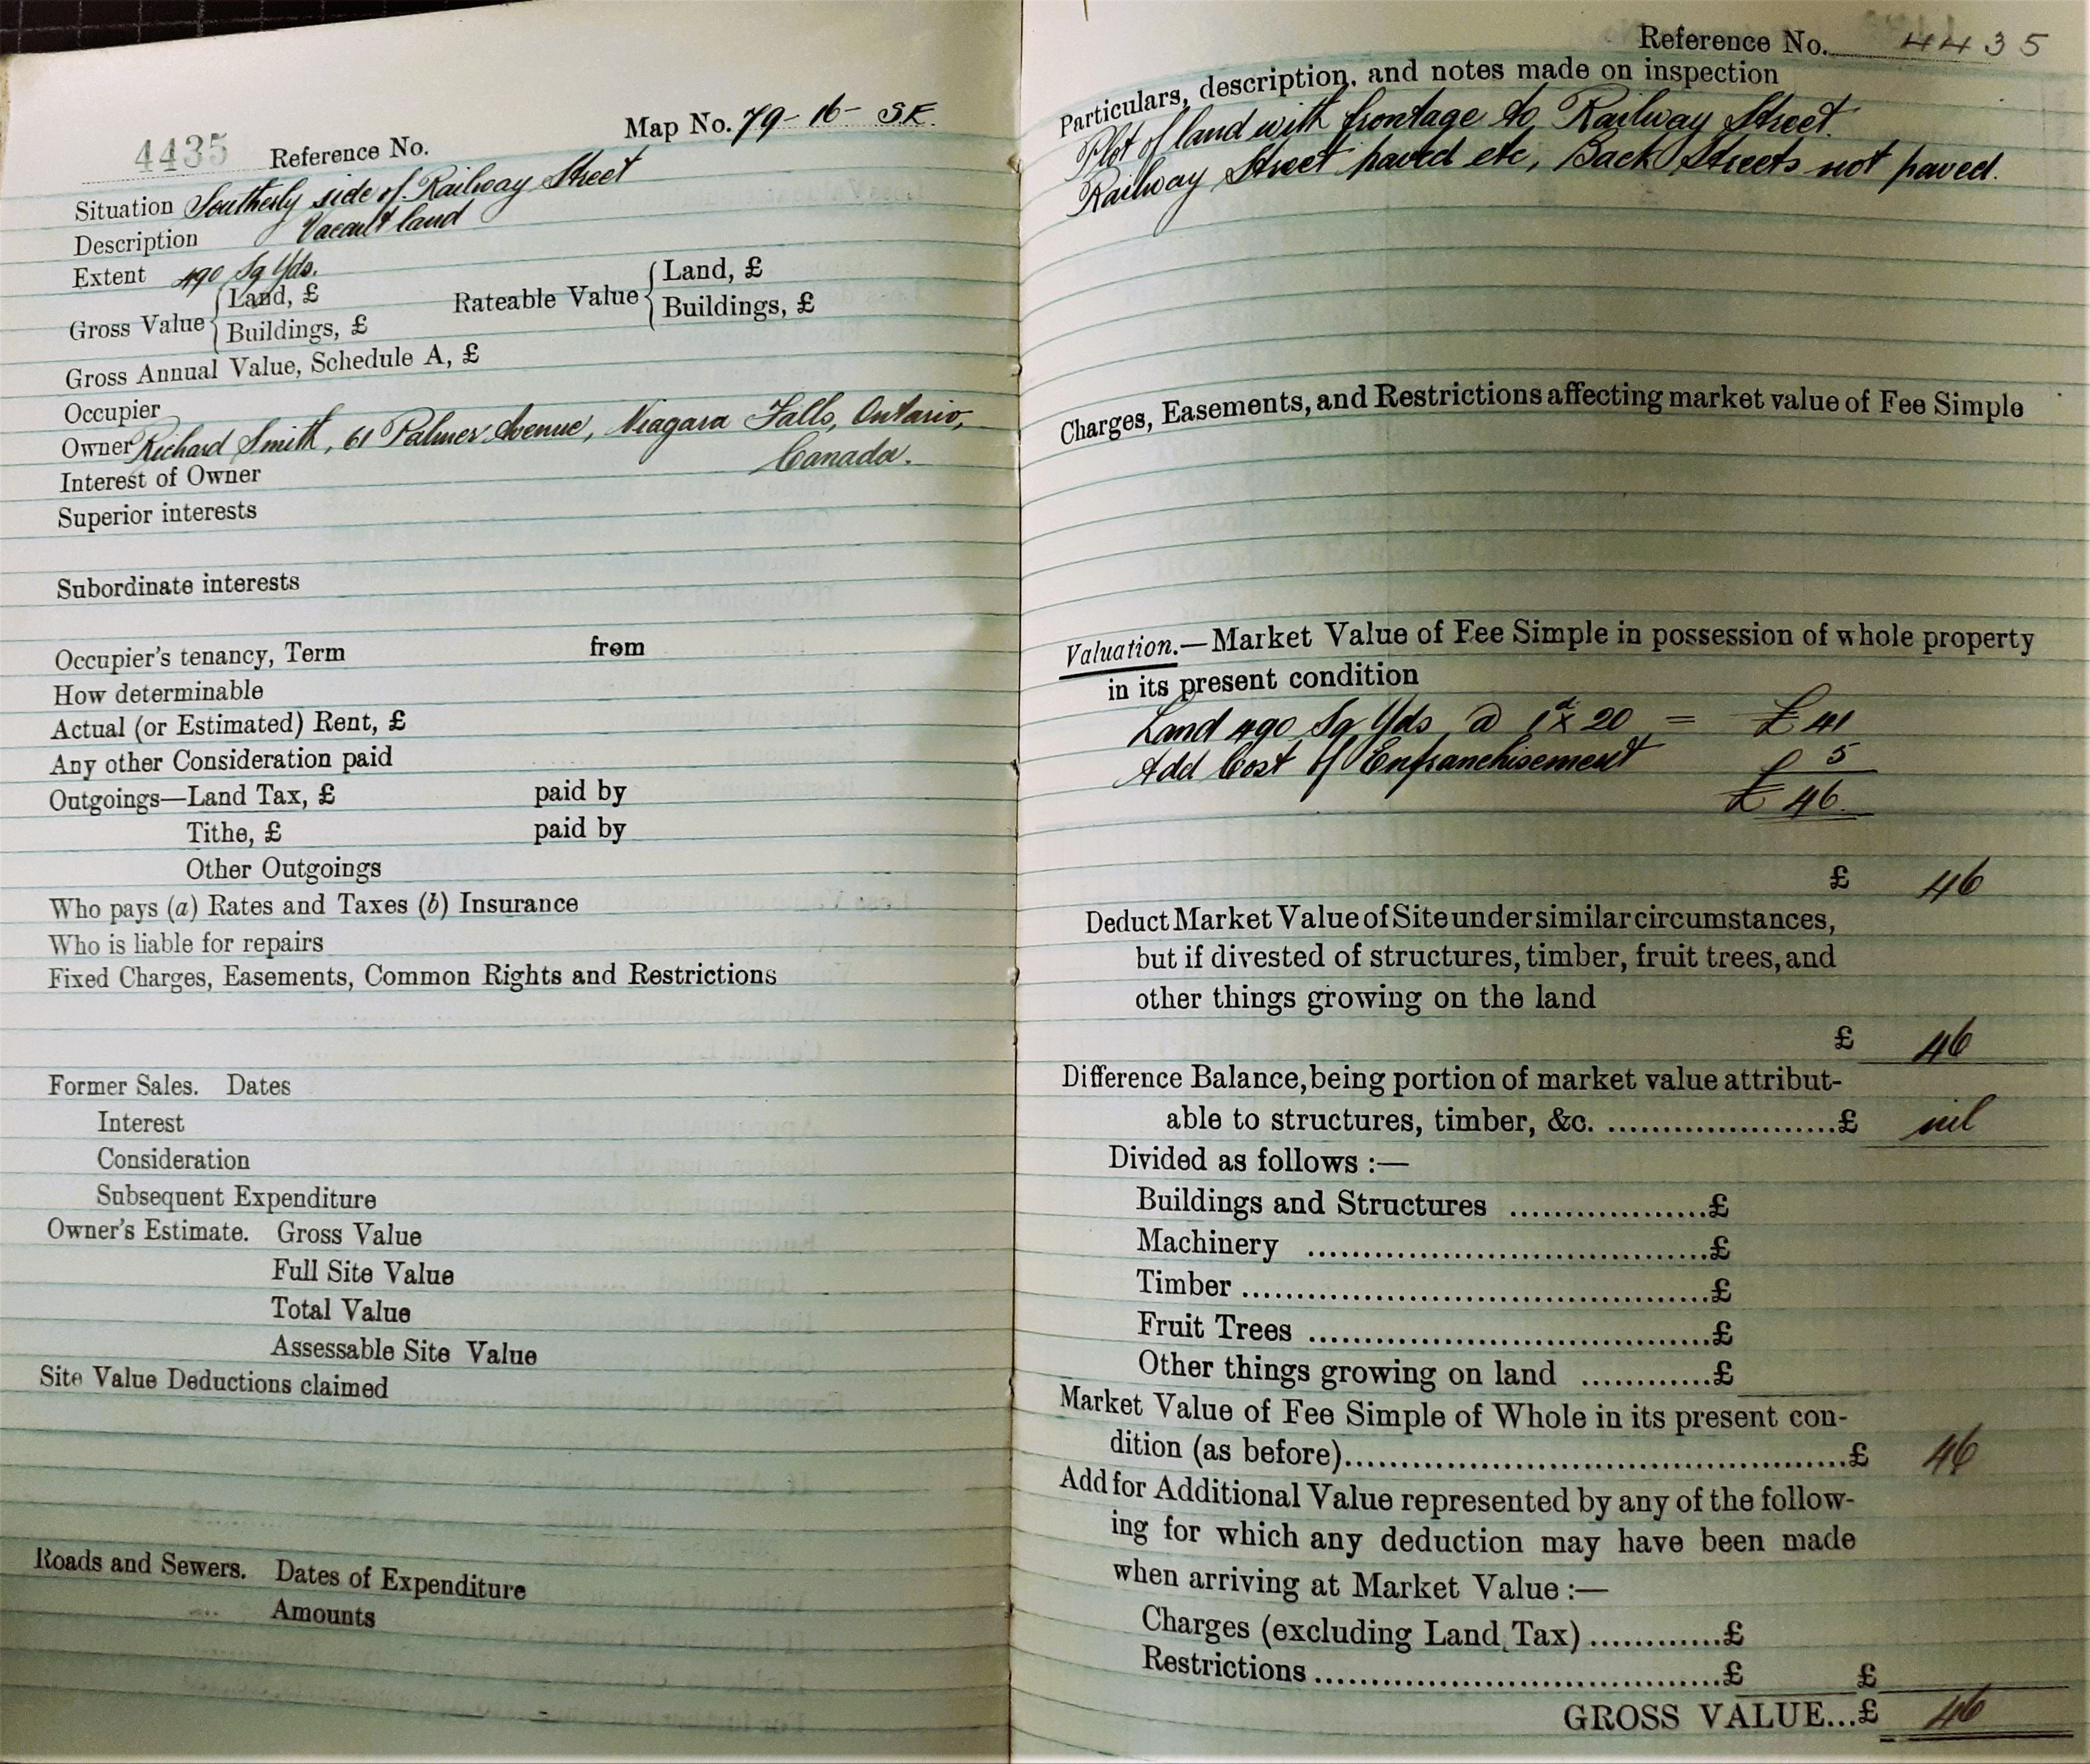 4435 Reference No. Map No. 79-16- S.E.
Situation Southerly side of Railway Street
Description Vacant land
Extent 490 Sq Yds.
Gross Value { Land, £
Buildings, £
Rateable Value { Land, £
Buildings, £
Gross Annual Value, Schedule A, £
Occupier
Owner Richard Smith, 61 Palmer Avenue, Niagara Falls, Ontario,
Canada.
Interest of Owner
Superior interests
Subordinate interests
Occupier's tenancy, Term from
How determinable
Actual (or Estimated) Rent, £
Any other Consideration paid
Outgoings—Land Tax, £ paid by
Tithe, £ paid by
Other Outgoings
Who pays (a) Rates and Taxes (b) Insurance
Who is liable for repairs
Fixed Charges, Easements, Common Rights and Restrictions
Former Sales. Dates
Interest
Consideration
Subsequent Expenditure
Owner's Estimate. Gross Value
Full Site Value
Total Value
Assessable Site Value
Site Value Deductions claimed
Roads and Sewers. Dates of Expenditure
Amounts
Reference No. 4435
Particulars, description, and notes made on inspection
Plot of land with frontage to Railway Street.
Railway Street paved etc, Back Streets not paved.
Charges, Easements, and Restrictions affecting market value of Fee Simple
Valuation.—Market Value of Fee Simple in possession of whole property
in its present condition
Land 490 Sq Yds @ 1d x 20 = £ 41
Add Cost of Enfranchisement 5
£ 46
£ 46
Deduct Market Value of Site under similar circumstances,
but if divested of structures, timber, fruit trees, and
other things growing on the land
£ 46
Difference Balance, being portion of market value attribut-
able to structures, timber, &c. ......................£ nil
Divided as follows :—
Buildings and Structures ...................£
Machinery .......................................£
Timber .............................................£
Fruit Trees .......................................£
Other things growing on land ............£
Market Value of Fee Simple of Whole in its present con-
dition (as before)................................................£ 46
Add for Additional Value represented by any of the follow-
ing for which any deduction may have been made
when arriving at Market Value :—
Charges (excluding Land Tax) ............£
Restrictions .......................................£ £
GROSS VALUE...£ 46